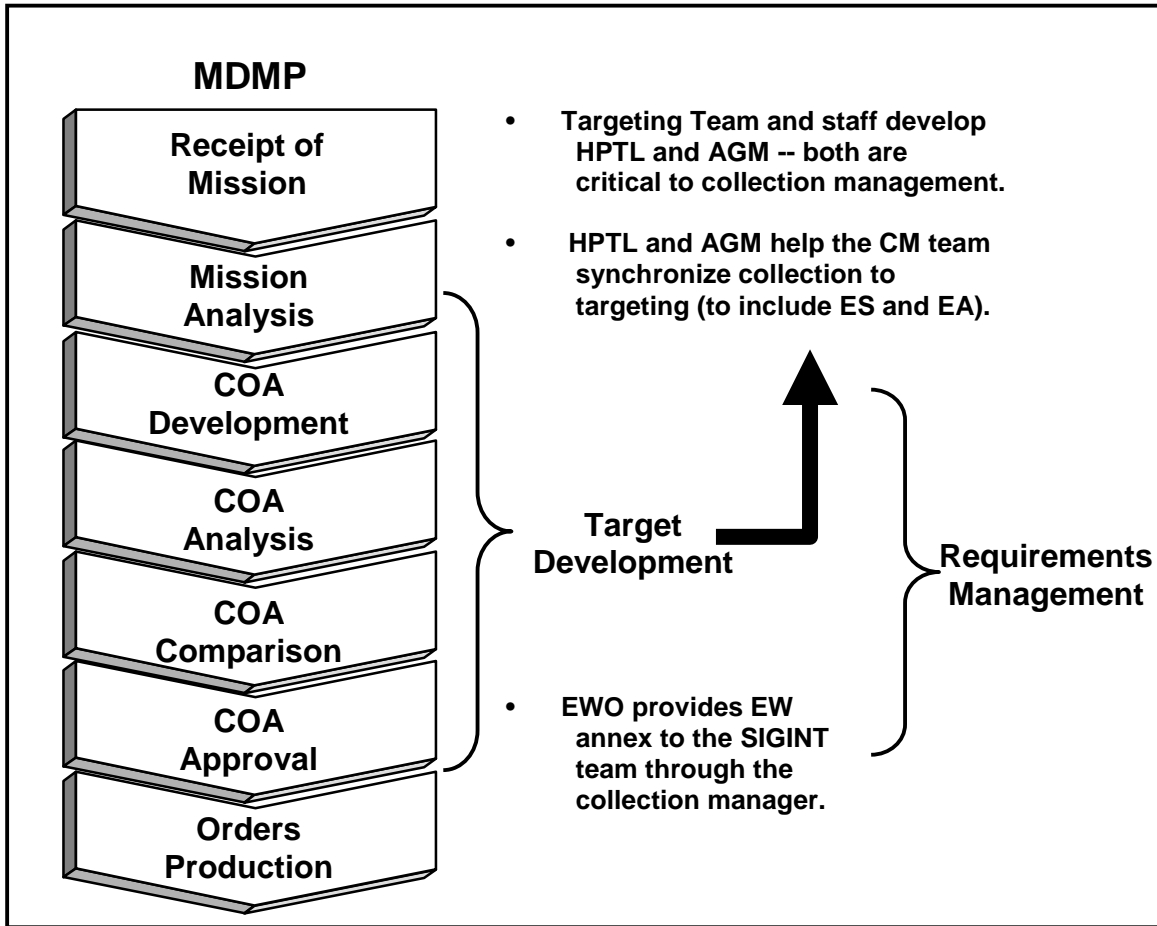 MDMP
Receipt of
Mission
Mission
Analysis
COA
Development
COA
Analysis
COA
Comparison
COA
Approval
Orders
Production
• Targeting Team and staff develop
HPTL and AGM -- both are
critical to collection management.
• HPTL and AGM help the CM team
synchronize collection to
targeting (to include ES and EA).
Target
Development
Requirements
Management
• EWO provides EW
annex to the SIGINT
team through the
collection manager.